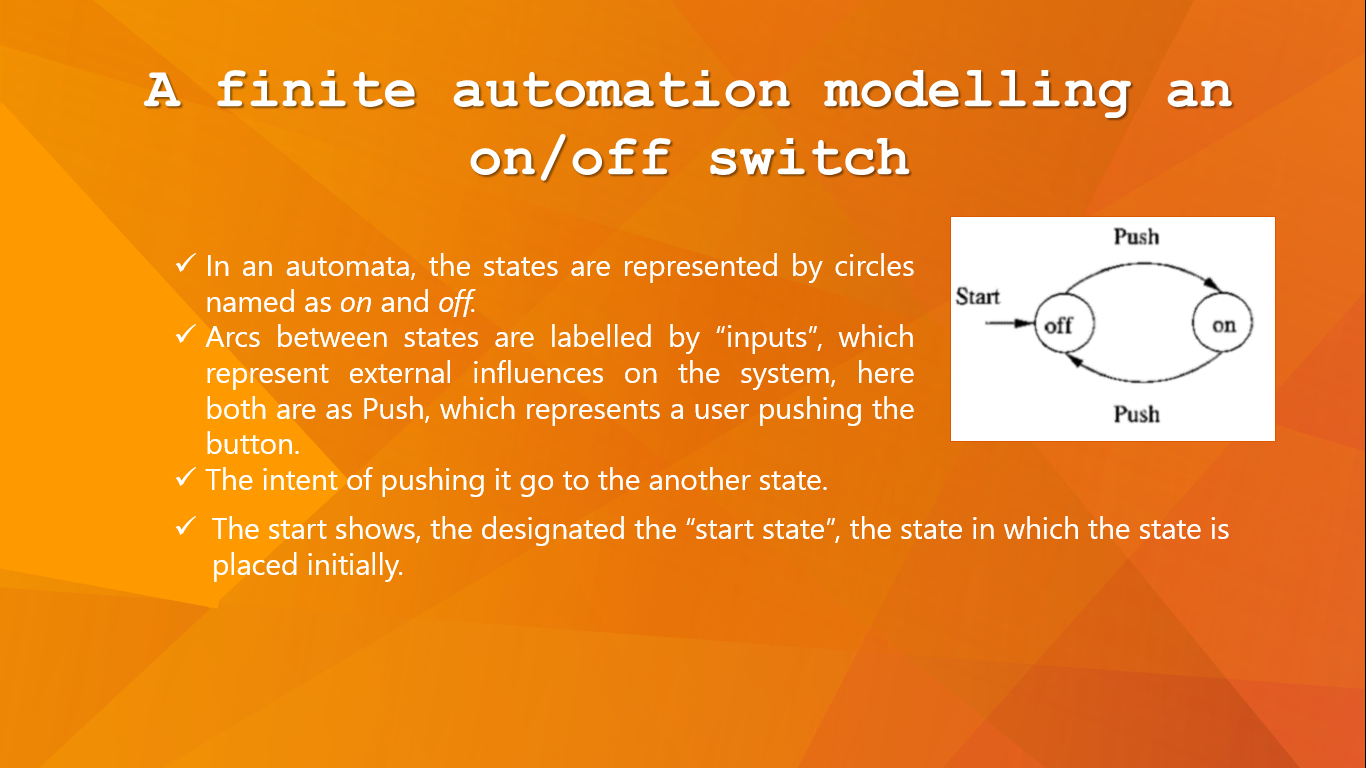 A finite automation modelling an
on/off switch
✓ In an automata, the states are represented by circles
named as on and off.
✓ Arcs between states are labelled by “inputs”, which
represent external influences on the system, here
both are as Push, which represents a user pushing the
button.
✓ The intent of pushing it go to the another state.
✓ The start shows, the designated the “start state”, the state in which the state is
placed initially.
Push
Start
off
on
Push